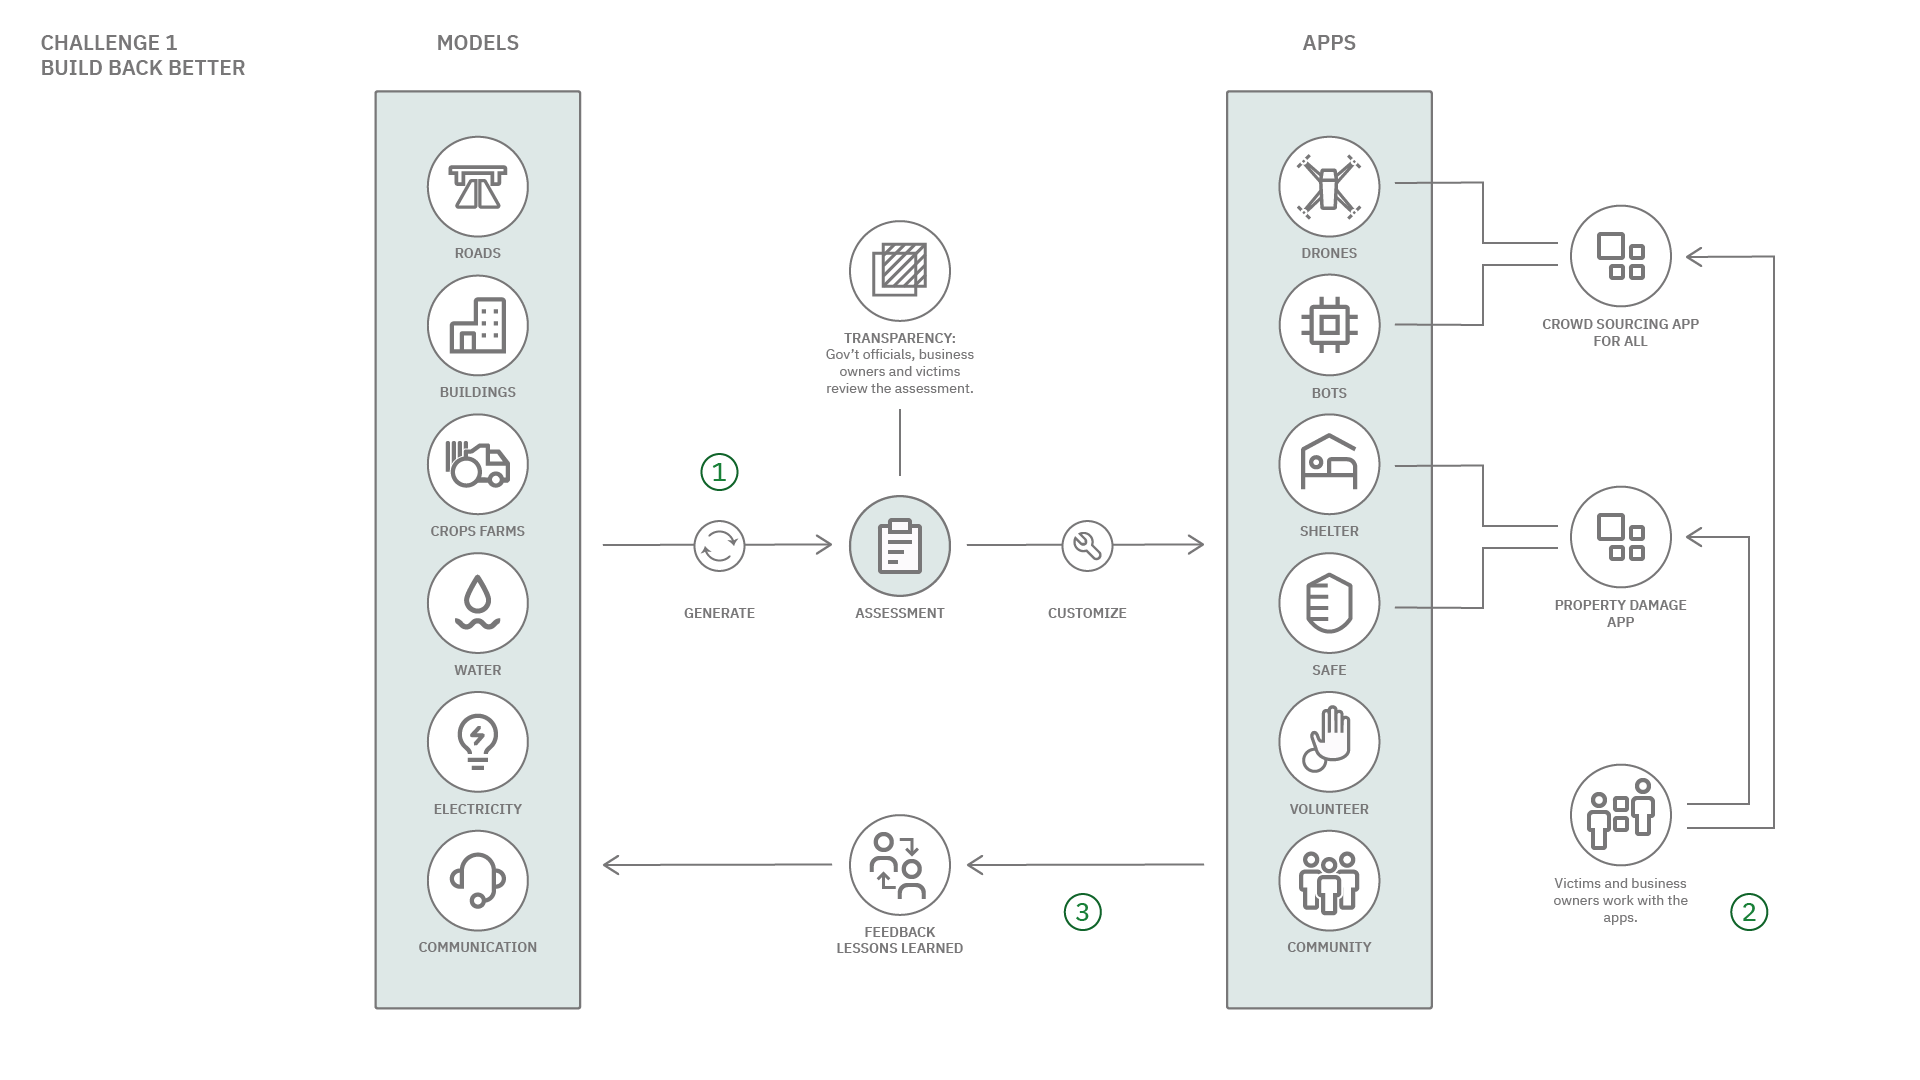 CHALLENGE 1
BUILD BACK BETTER
MODELS
ROADS
BUILDINGS
CROPS FARMS
WATER
ELECTRICITY
COMMUNICATION
1
GENERATE
TRANSPARENCY:
Gov’t officials, business
owners and victims
review the assessment.
ASSESSMENT
CUSTOMIZE
FEEDBACK
LESSONS LEARNED
3
APPS
DRONES
BOTS
SHELTER
SAFE
VOLUNTEER
COMMUNITY
CROWD SOURCING APP
FOR ALL
PROPERTY DAMAGE
APP
Victims and business
owners work with the
apps.
2